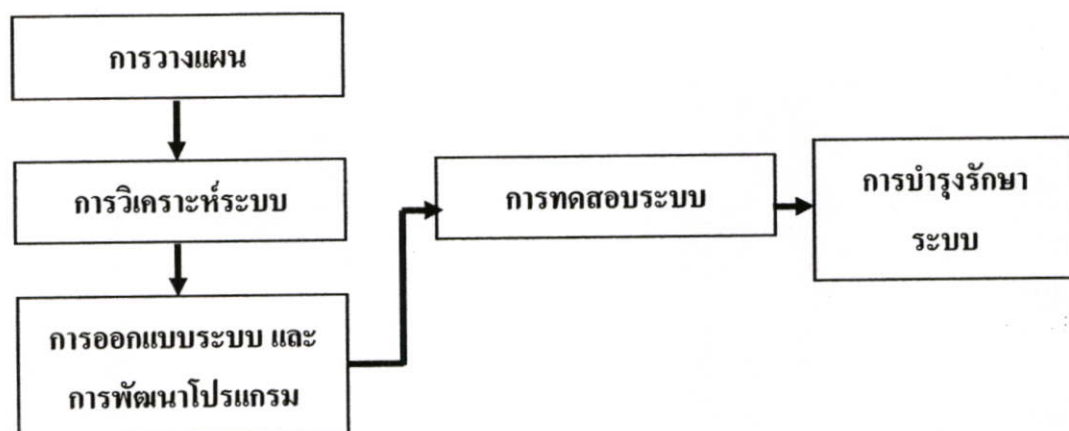 การวางแผน
การวิเคราะห์ระบบ
การออกแบบระบบ และ
การพัฒนาโปรแกรม
การทดสอบระบบ
การบำรุงรักษา
ระบบ